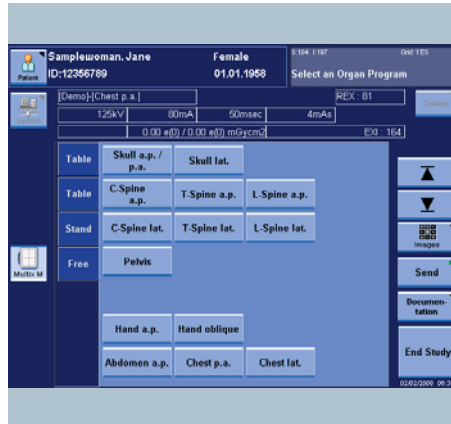 Samplewoman. Jane Female
ID:12356789 01.01.1958
Select an Organ Program
Patient
[Demo]-[Chest p.a.] REX : 81
Change
125kV 80mA 50msec 4mAs
0.00 e(0) / 0.00 e(0) mGycm2 EXI : 164
Table Skull a.p. / p.a. Skull lat.
Table C-Spine a.p. T-Spine a.p. L-Spine a.p.
Stand C-Spine lat. T-Spine lat. L-Spine lat.
Images
Free Pelvis
Multix M
Send
Documen-
tation
Hand a.p. Hand oblique
Abdomen a.p. Chest p.a. Chest lat.
End Study